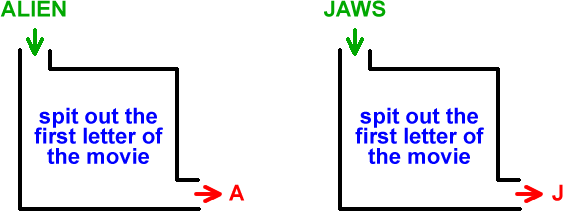 ALIEN
spit out the
first letter of
the movie
A
JAWS
spit out the
first letter of
the movie
J